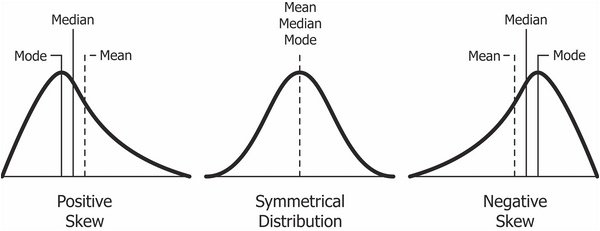 Median
Mode
Mean
Positive
Skew
Mean
Median
Mode
Symmetrical
Distribution
Median
Mean
Mode
Negative
Skew